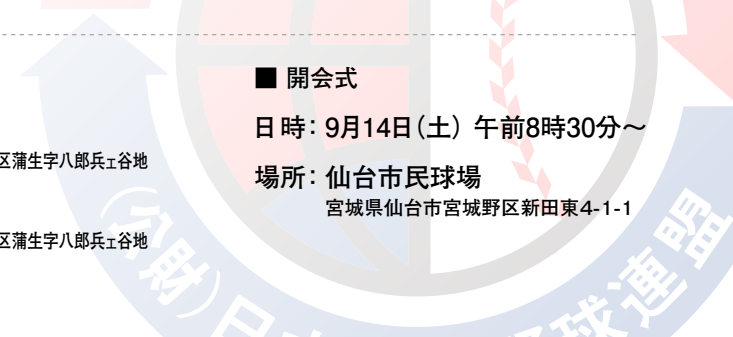 区蒲生字八郎兵ェ谷地
区蒲生字八郎兵ェ谷地
■ 開会式
日時：9月14日（土） 午前8時30分～
場所：仙台市民球場
宮城県仙台市宮城野区新田東4-1-1
（公財）日本
野球連盟